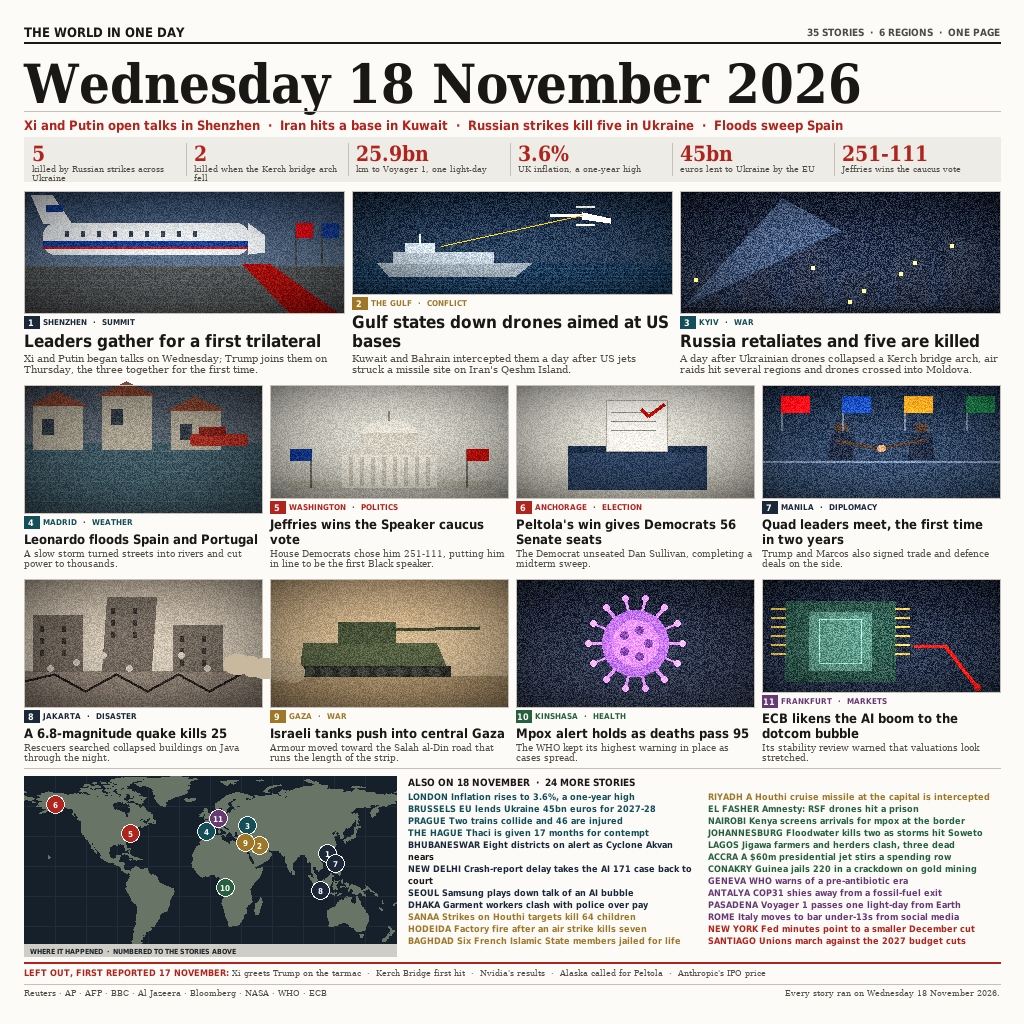 THE WORLD IN ONE DAY
35 STORIES · 6 REGIONS · ONE PAGE
Wednesday 18 November 2026
Xi and Putin open talks in Shenzhen · Iran hits a base in Kuwait · Russian strikes kill five in Ukraine · Floods sweep Spain
5
killed by Russian strikes across
Ukraine
2
killed when the Kerch bridge arch
fell
25.9bn
km to Voyager 1, one light-day
3.6%
UK inflation, a one-year high
45bn
euros lent to Ukraine by the EU
251-111
Jeffries wins the caucus vote
1 SHENZHEN · SUMMIT
Leaders gather for a first trilateral
Xi and Putin began talks on Wednesday; Trump joins them on
Thursday, the three together for the first time.
2 THE GULF · CONFLICT
Gulf states down drones aimed at US
bases
Kuwait and Bahrain intercepted them a day after US jets
struck a missile site on Iran's Qeshm Island.
3 KYIV · WAR
Russia retaliates and five are killed
A day after Ukrainian drones collapsed a Kerch bridge arch, air
raids hit several regions and drones crossed into Moldova.
4 MADRID · WEATHER
Leonardo floods Spain and Portugal
A slow storm turned streets into rivers and cut
power to thousands.
5 WASHINGTON · POLITICS
Jeffries wins the Speaker caucus
vote
House Democrats chose him 251-111, putting him
in line to be the first Black speaker.
6 ANCHORAGE · ELECTION
Peltola's win gives Democrats 56
Senate seats
The Democrat unseated Dan Sullivan, completing a
midterm sweep.
7 MANILA · DIPLOMACY
Quad leaders meet, the first time
in two years
Trump and Marcos also signed trade and defence
deals on the side.
8 JAKARTA · DISASTER
A 6.8-magnitude quake kills 25
Rescuers searched collapsed buildings on Java
through the night.
9 GAZA · WAR
Israeli tanks push into central Gaza
Armour moved toward the Salah al-Din road that
runs the length of the strip.
10 KINSHASA · HEALTH
Mpox alert holds as deaths pass 95
The WHO kept its highest warning in place as
cases spread.
11 FRANKFURT · MARKETS
ECB likens the AI boom to the
dotcom bubble
Its stability review warned that valuations look
stretched.
6
5
11
4
3
9
2
10
1
7
8
WHERE IT HAPPENED · NUMBERED TO THE STORIES ABOVE
ALSO ON 18 NOVEMBER · 24 MORE STORIES
LONDON Inflation rises to 3.6%, a one-year high
BRUSSELS EU lends Ukraine 45bn euros for 2027-28
PRAGUE Two trains collide and 46 are injured
THE HAGUE Thaci is given 17 months for contempt
BHUBANESWAR Eight districts on alert as Cyclone Akvan
nears
NEW DELHI Crash-report delay takes the AI 171 case back to
court
SEOUL Samsung plays down talk of an AI bubble
DHAKA Garment workers clash with police over pay
SANAA Strikes on Houthi targets kill 64 children
HODEIDA Factory fire after an air strike kills seven
BAGHDAD Six French Islamic State members jailed for life
RIYADH A Houthi cruise missile at the capital is intercepted
EL FASHER Amnesty: RSF drones hit a prison
NAIROBI Kenya screens arrivals for mpox at the border
JOHANNESBURG Floodwater kills two as storms hit Soweto
LAGOS Jigawa farmers and herders clash, three dead
ACCRA A $60m presidential jet stirs a spending row
CONAKRY Guinea jails 220 in a crackdown on gold mining
GENEVA WHO warns of a pre-antibiotic era
ANTALYA COP31 shies away from a fossil-fuel exit
PASADENA Voyager 1 passes one light-day from Earth
ROME Italy moves to bar under-13s from social media
NEW YORK Fed minutes point to a smaller December cut
SANTIAGO Unions march against the 2027 budget cuts
LEFT OUT, FIRST REPORTED 17 NOVEMBER: Xi greets Trump on the tarmac · Kerch Bridge first hit · Nvidia's results · Alaska called for Peltola · Anthropic's IPO price
Reuters · AP · AFP · BBC · Al Jazeera · Bloomberg · NASA · WHO · ECB
Every story ran on Wednesday 18 November 2026.